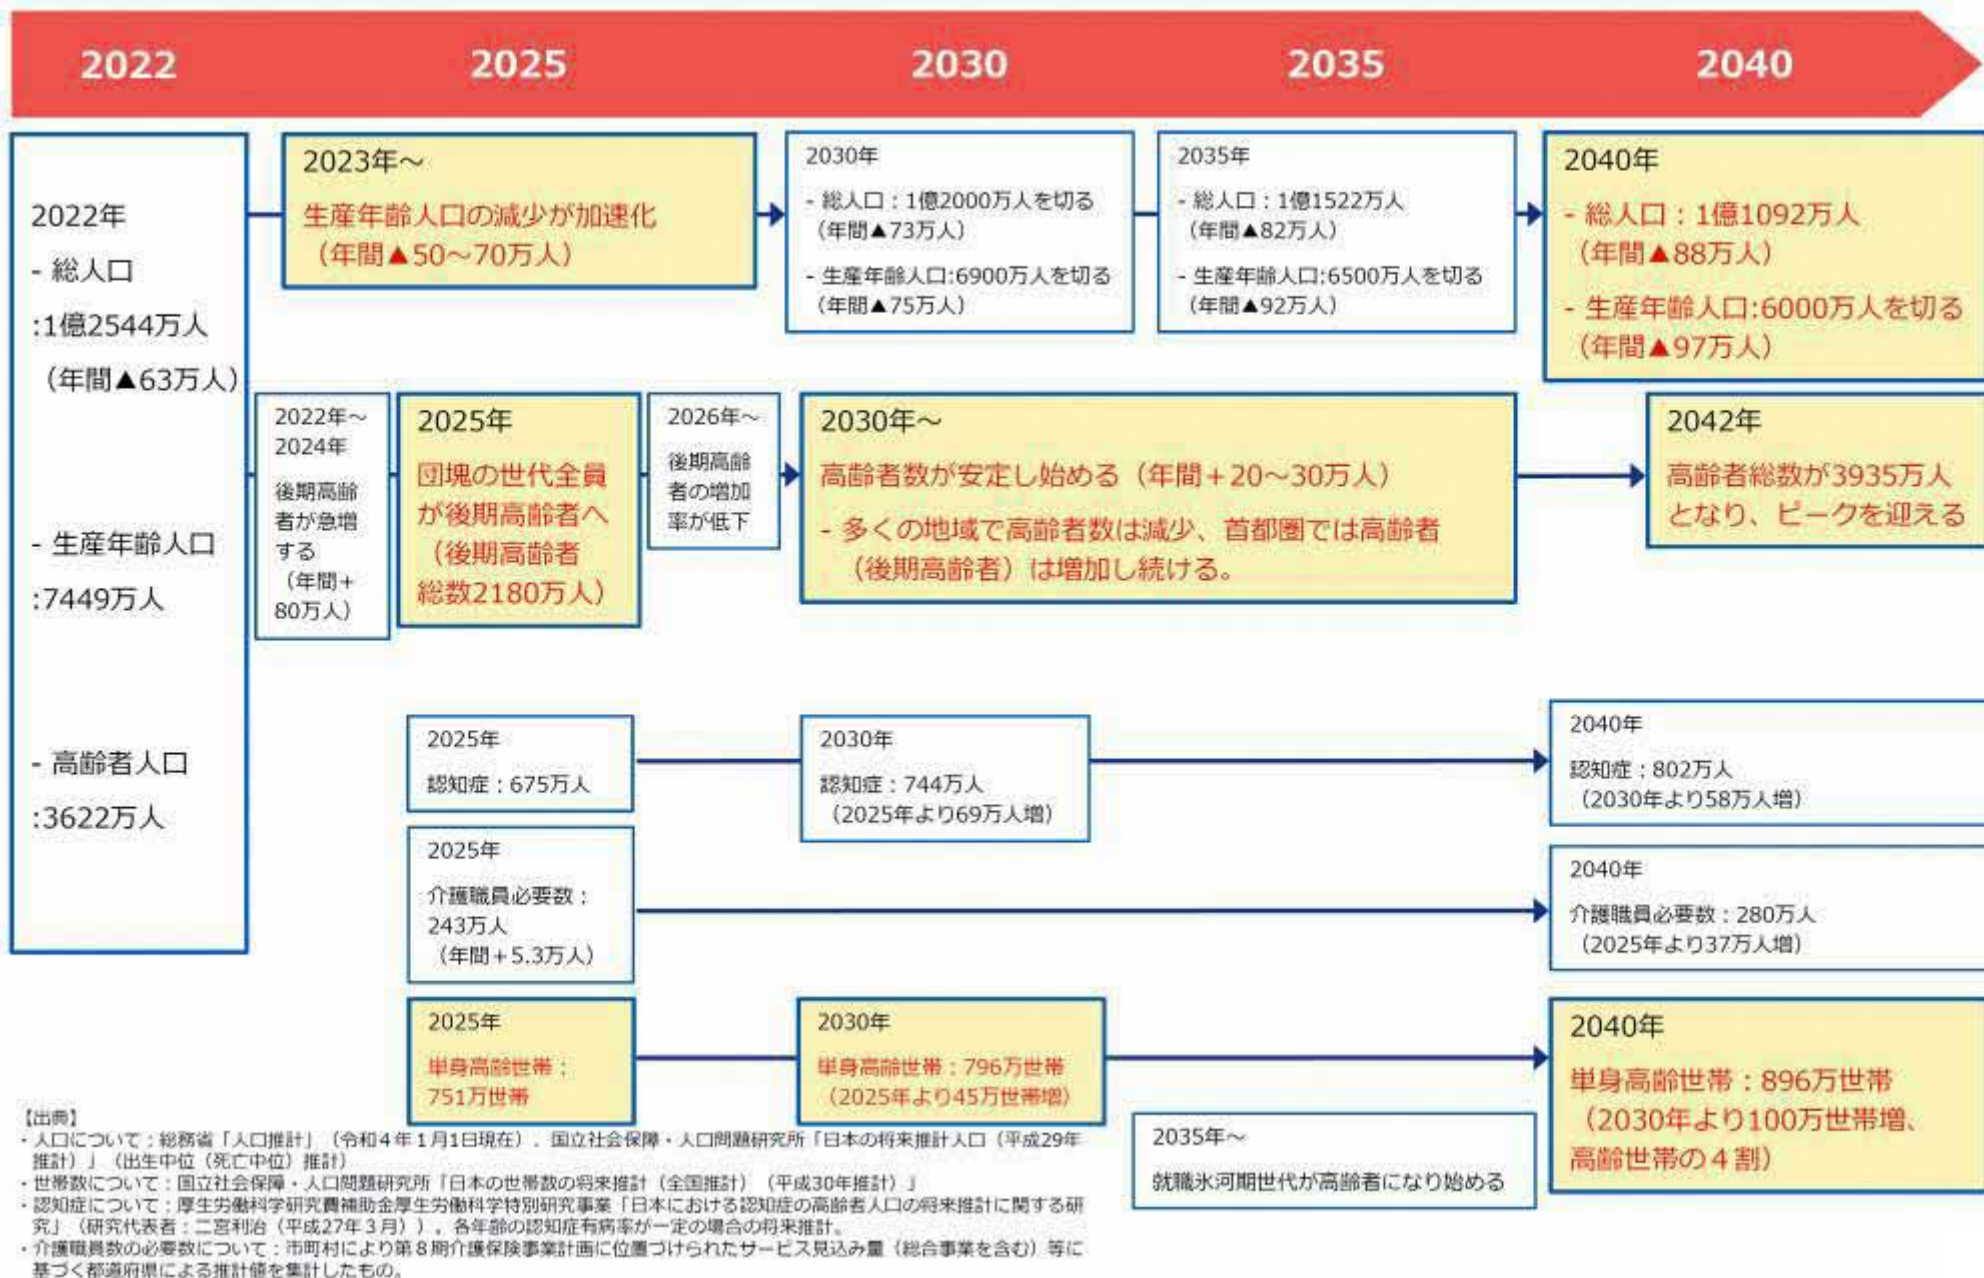 2022
2025
2030
2035
2040
2022年
- 総人口
:1億2544万人
（年間▲63万人）
- 生産年齢人口
:7449万人
- 高齢者人口
:3622万人
2023年～
生産年齢人口の減少が加速化
（年間▲50～70万人）
2030年
- 総人口：1億2000万人を切る
（年間▲73万人）
- 生産年齢人口:6900万人を切る
（年間▲75万人）
2035年
- 総人口：1億1522万人
（年間▲82万人）
- 生産年齢人口:6500万人を切る
（年間▲92万人）
2040年
- 総人口：1億1092万人
（年間▲88万人）
- 生産年齢人口:6000万人を切る
（年間▲97万人）
2022年～
2024年
後期高齢
者が急増
する
（年間+
80万人）
2025年
団塊の世代全員
が後期高齢者へ
（後期高齢者
総数2180万人）
2026年～
後期高齢
者の増加
率が低下
2030年～
高齢者数が安定し始める（年間+20～30万人）
- 多くの地域で高齢者数は減少、首都圏では高齢者
（後期高齢者）は増加し続ける。
2042年
高齢者総数が3935万人
となり、ピークを迎える
2025年
認知症：675万人
2030年
認知症：744万人
（2025年より69万人増）
2040年
認知症：802万人
（2030年より58万人増）
2025年
介護職員必要数：
243万人
（年間+5.3万人）
2040年
介護職員必要数：280万人
（2025年より37万人増）
2025年
単身高齢世帯：
751万世帯
2030年
単身高齢世帯：796万世帯
（2025年より45万世帯増）
2040年
単身高齢世帯：896万世帯
（2030年より100万世帯増、
高齢世帯の４割）
2035年～
就職氷河期世代が高齢者になり始める
【出典】
・人口について：総務省「人口推計」（令和４年１月1日現在）、国立社会保障・人口問題研究所「日本の将来推計人口（平成29年
推計）」（出生中位（死亡中位）推計）
・世帯数について：国立社会保障・人口問題研究所「日本の世帯数の将来推計（全国推計）（平成30年推計）」
・認知症について：厚生労働科学研究費補助金厚生労働科学特別研究事業「日本における認知症の高齢者人口の将来推計に関する研
究」（研究代表者：二宮利治（平成27年３月））、各年齢の認知症有病率が一定の場合の将来推計。
・介護職員数の必要数について：市町村により第８期介護保険事業計画に位置づけられたサービス見込み量（総合事業を含む）等に
基づく都道府県による推計値を集計したもの。